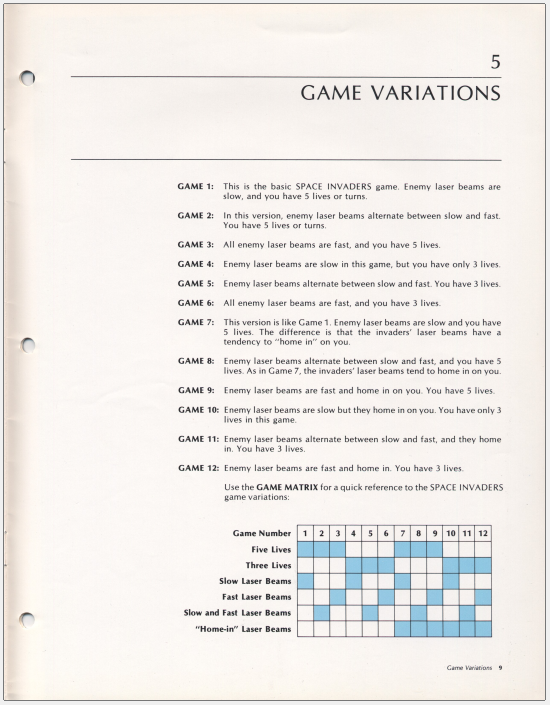 5
GAME VARIATIONS
GAME 1: This is the basic SPACE INVADERS game. Enemy laser beams are
slow, and you have 5 lives or turns.
GAME 2: In this version, enemy laser beams alternate between slow and fast.
You have 5 lives or turns.
GAME 3: All enemy laser beams are fast, and you have 5 lives.
GAME 4: Enemy laser beams are slow in this game, but you have only 3 lives.
GAME 5: Enemy laser beams alternate between slow and fast. You have 3 lives.
GAME 6: All enemy laser beams are fast, and you have 3 lives.
GAME 7: This version is like Game 1. Enemy laser beams are slow and you have
5 lives. The difference is that the invaders' laser beams have a
tendency to "home in" on you.
GAME 8: Enemy laser beams alternate between slow and fast, and you have 5
lives. As in Game 7, the invaders' laser beams tend to home in on you.
GAME 9: Enemy laser beams are fast and home in on you. You have 5 lives.
GAME 10: Enemy laser beams are slow but they home in on you. You have only 3
lives in this game.
GAME 11: Enemy laser beams alternate between slow and fast, and they home
in. You have 3 lives.
GAME 12: Enemy laser beams are fast and home in. You have 3 lives.
Use the GAME MATRIX for a quick reference to the SPACE INVADERS
game variations:
Game Number 1 2 3 4 5 6 7 8 9 10 11 12
Five Lives
Three Lives
Slow Laser Beams
Fast Laser Beams
Slow and Fast Laser Beams
"Home-in" Laser Beams
Game Variations 9